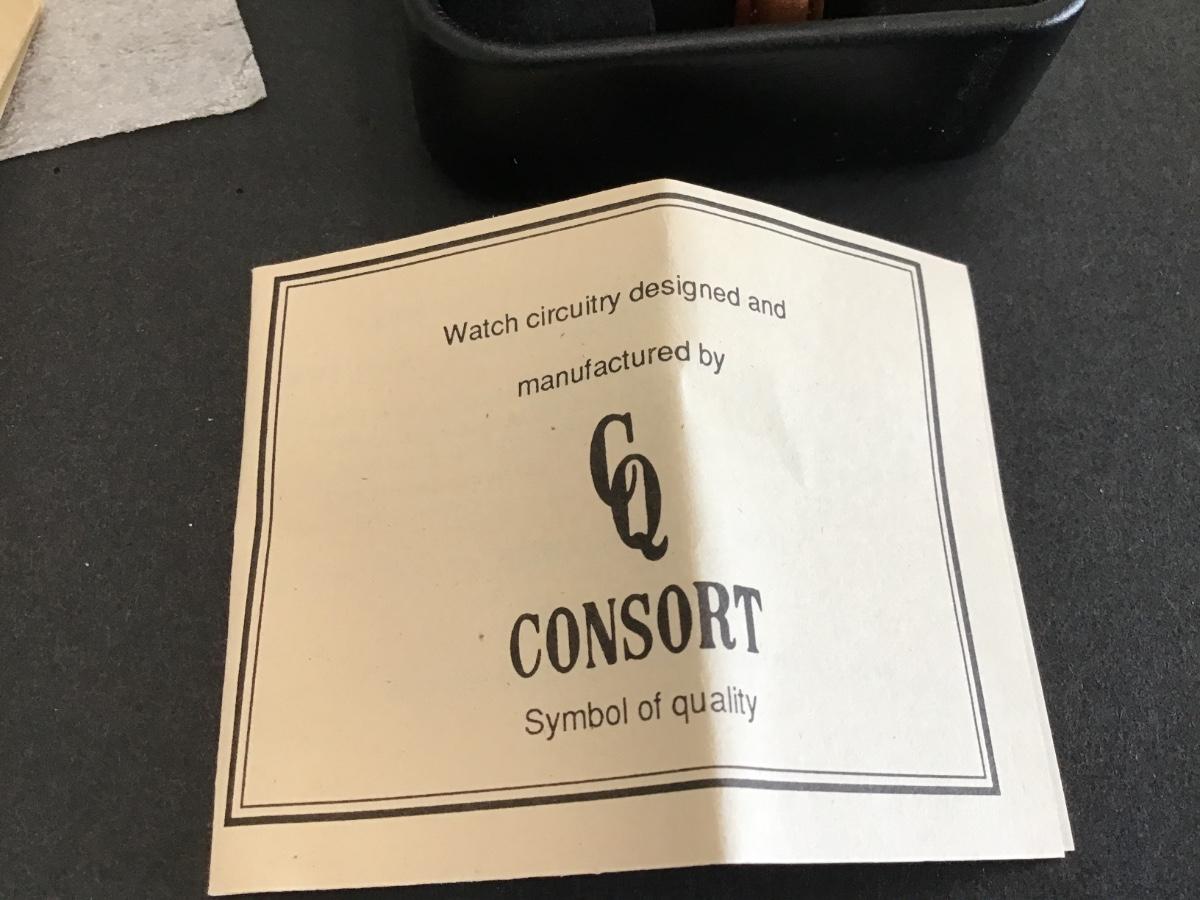 Watch circuitry designed and
manufactured by
CQ
CONSORT
Symbol of quality